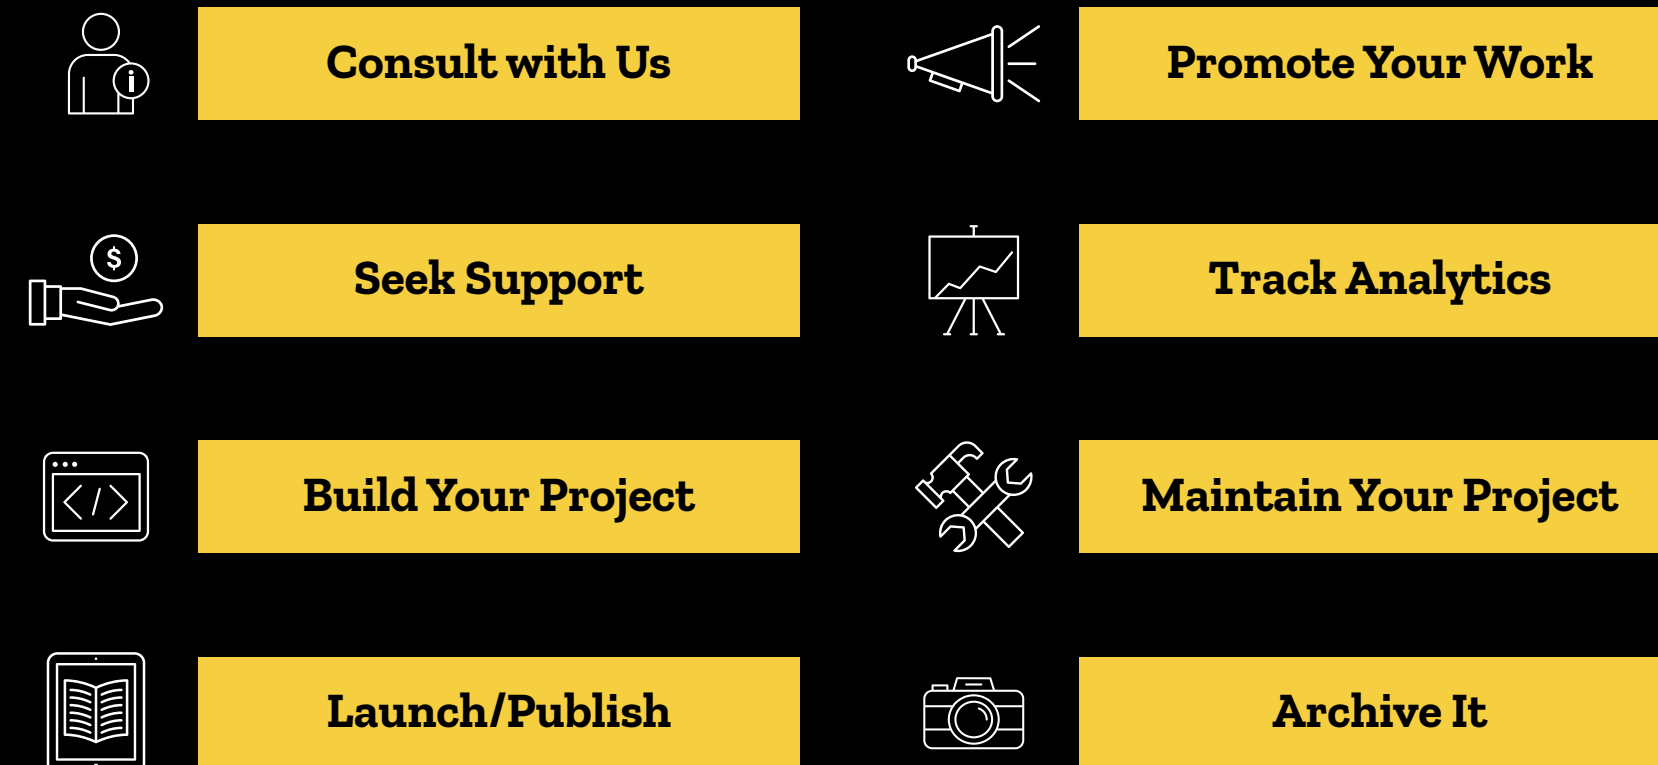 Consult with Us
Seek Support
$
Build Your Project
</>
Launch/Publish
Promote Your Work
Track Analytics
Maintain Your Project
Archive It